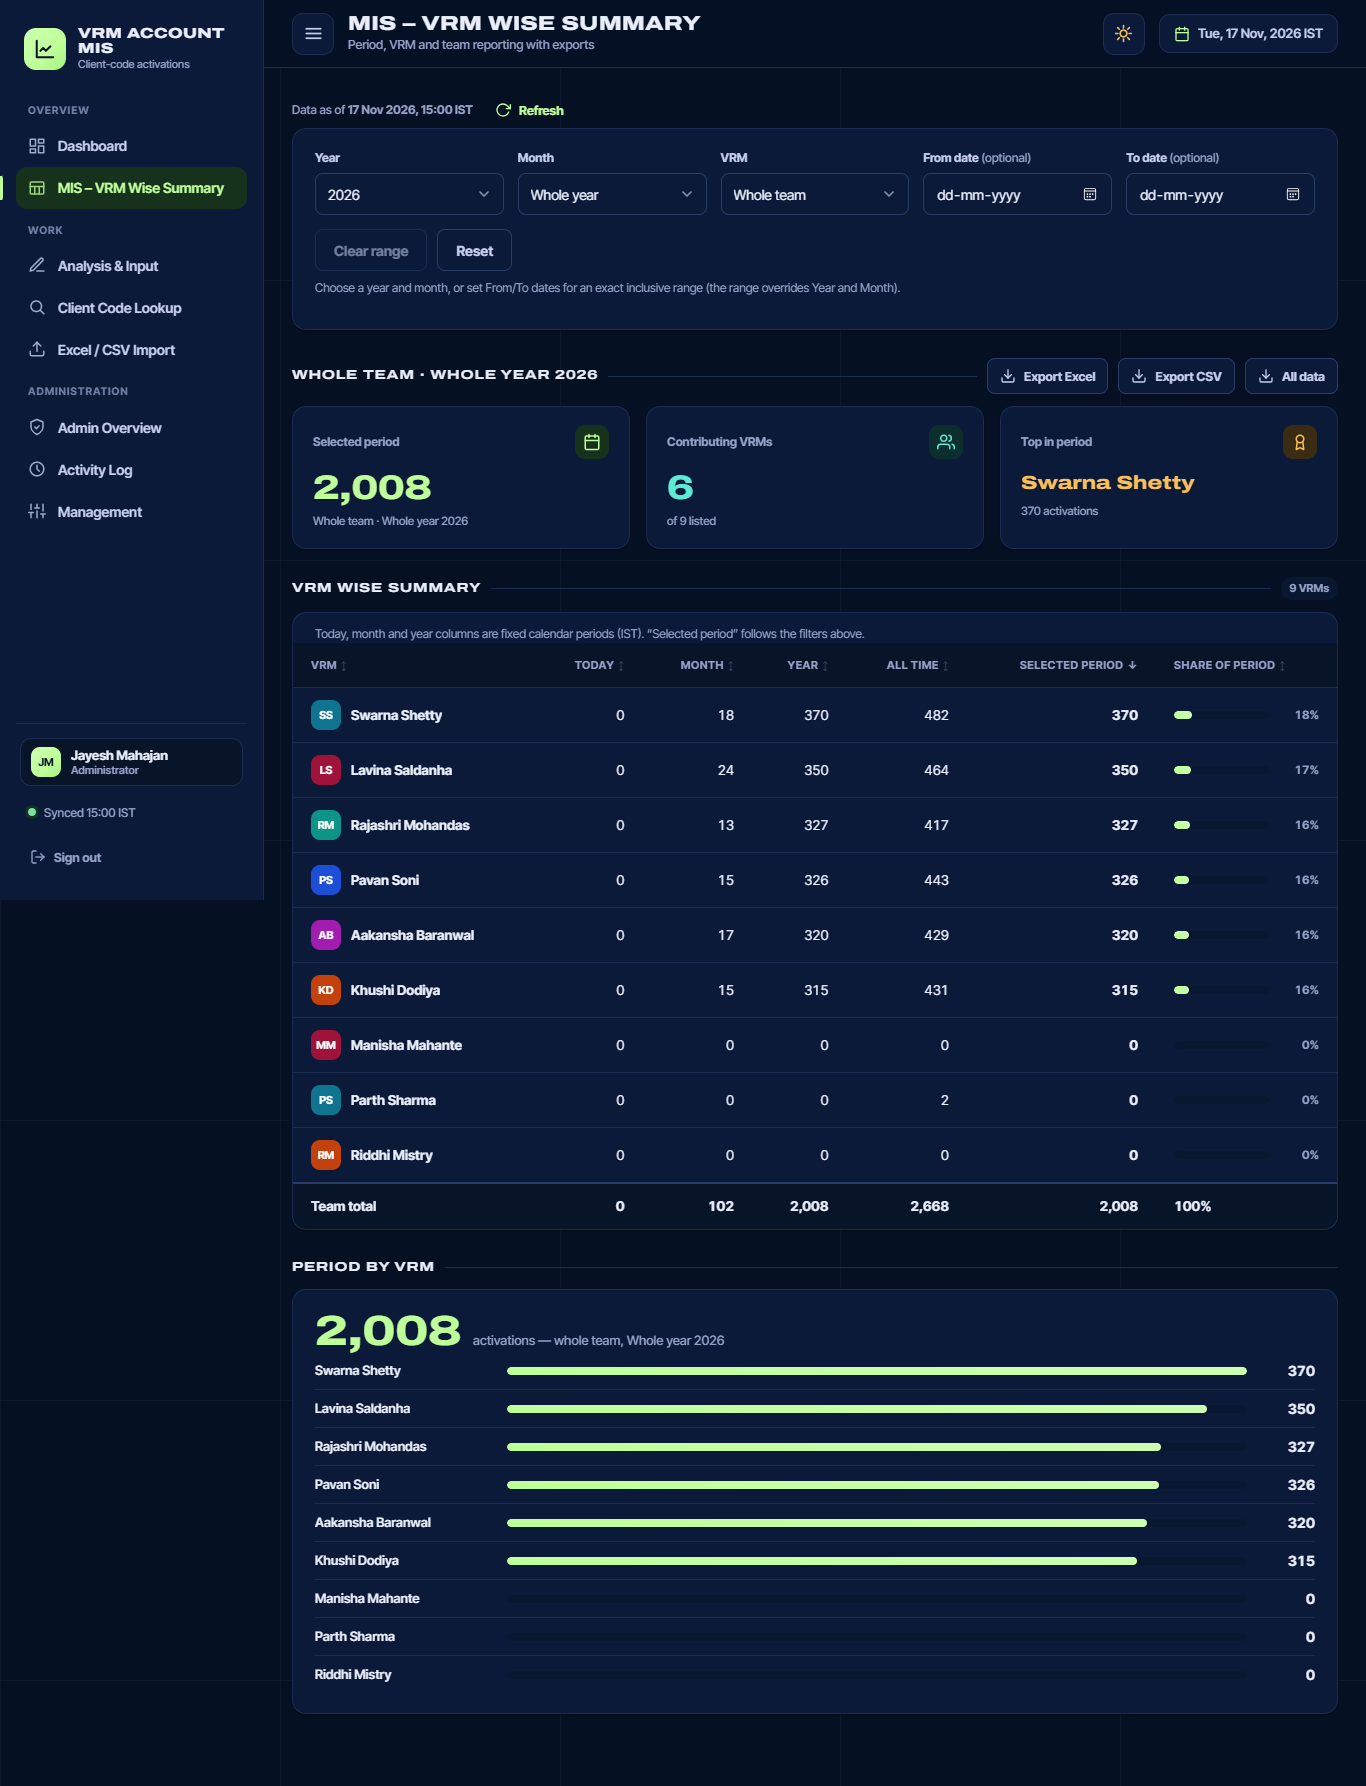 VRM ACCOUNT
MIS
Client-code activations
OVERVIEW
Dashboard
MIS – VRM Wise Summary
WORK
Analysis & Input
Client Code Lookup
Excel / CSV Import
ADMINISTRATION
Admin Overview
Activity Log
Management
JM
Jayesh Mahajan
Administrator
Synced 15:00 IST
Sign out
MIS – VRM WISE SUMMARY
Period, VRM and team reporting with exports
Tue, 17 Nov, 2026 IST
Data as of 17 Nov 2026, 15:00 IST Refresh
Year Month VRM From date (optional) To date (optional)
2026 Whole year Whole team dd-mm-yyyy dd-mm-yyyy
Clear range Reset
Choose a year and month, or set From/To dates for an exact inclusive range (the range overrides Year and Month).
WHOLE TEAM · WHOLE YEAR 2026 Export Excel Export CSV All data
Selected period
2,008
Whole team · Whole year 2026
Contributing VRMs
6
of 9 listed
Top in period
Swarna Shetty
370 activations
VRM WISE SUMMARY 9 VRMs
Today, month and year columns are fixed calendar periods (IST). “Selected period” follows the filters above.
VRM ↕ TODAY ↕ MONTH ↕ YEAR ↕ ALL TIME ↕ SELECTED PERIOD ↓ SHARE OF PERIOD ↕
SS Swarna Shetty 0 18 370 482 370 18%
LS Lavina Saldanha 0 24 350 464 350 17%
RM Rajashri Mohandas 0 13 327 417 327 16%
PS Pavan Soni 0 15 326 443 326 16%
AB Aakansha Baranwal 0 17 320 429 320 16%
KD Khushi Dodiya 0 15 315 431 315 16%
MM Manisha Mahante 0 0 0 0 0 0%
PS Parth Sharma 0 0 0 2 0 0%
RM Riddhi Mistry 0 0 0 0 0 0%
Team total 0 102 2,008 2,668 2,008 100%
PERIOD BY VRM
2,008 activations — whole team, Whole year 2026
Swarna Shetty 370
Lavina Saldanha 350
Rajashri Mohandas 327
Pavan Soni 326
Aakansha Baranwal 320
Khushi Dodiya 315
Manisha Mahante 0
Parth Sharma 0
Riddhi Mistry 0